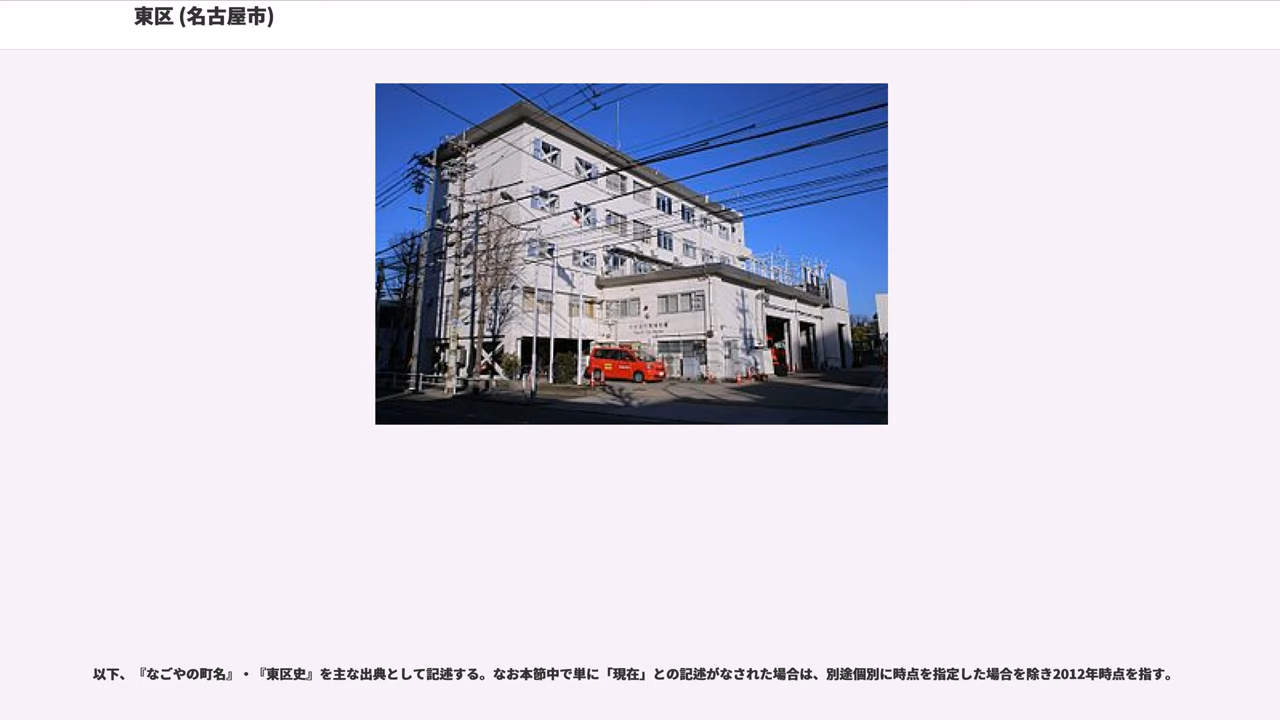 東区 (名古屋市)
以下、『なごやの町名』・『東区史』を主な出典として記述する。なお本節中で単に「現在」との記述がなされた場合は、別途個別に時点を指定した場合を除き2012年時点を指す。